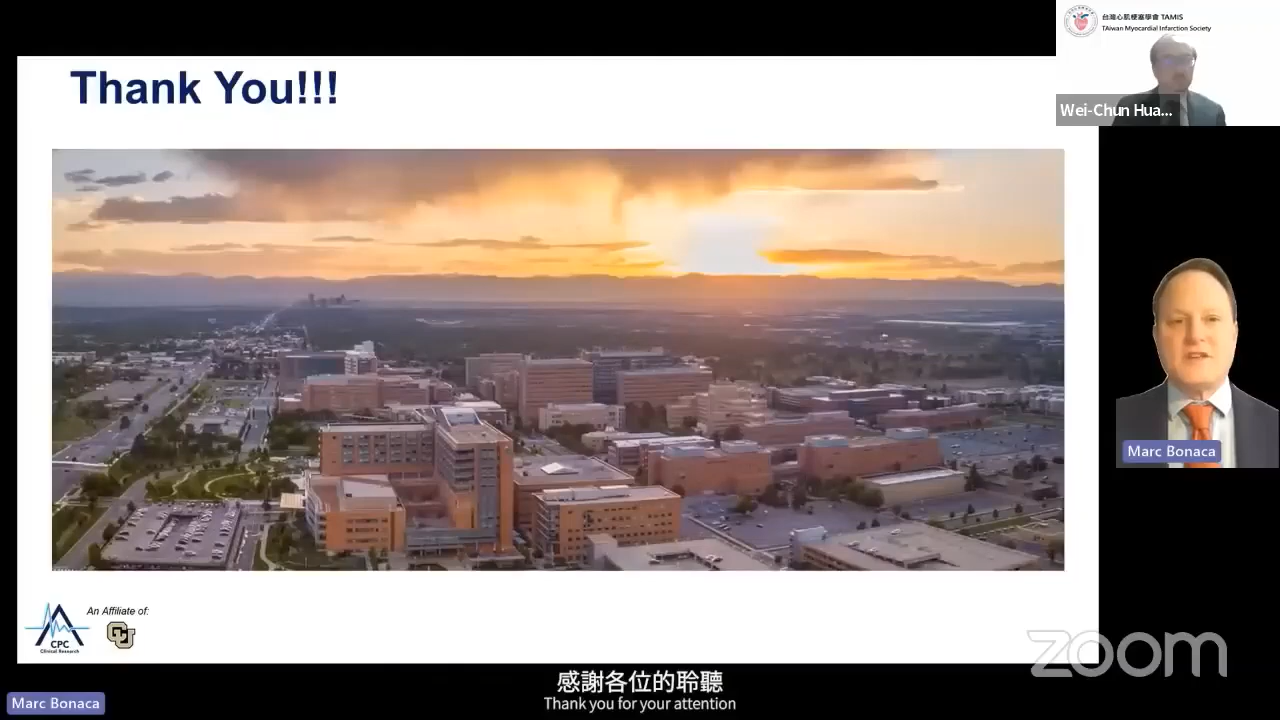 台灣心肌梗塞學會 TAMIS
TAiwan Myocardial Infarction Society
Wei-Chun Hua...
Thank You!!!
Marc Bonaca
CPC
Clinical Research
An Affiliate of:
CU
zoom
感謝各位的聆聽
Thank you for your attention
Marc Bonaca